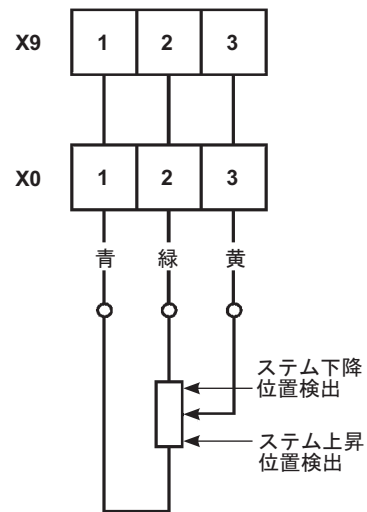 X9 1 2 3
X0 1 2 3
青 緑 黄
ステム下降
位置検出
ステム上昇
位置検出